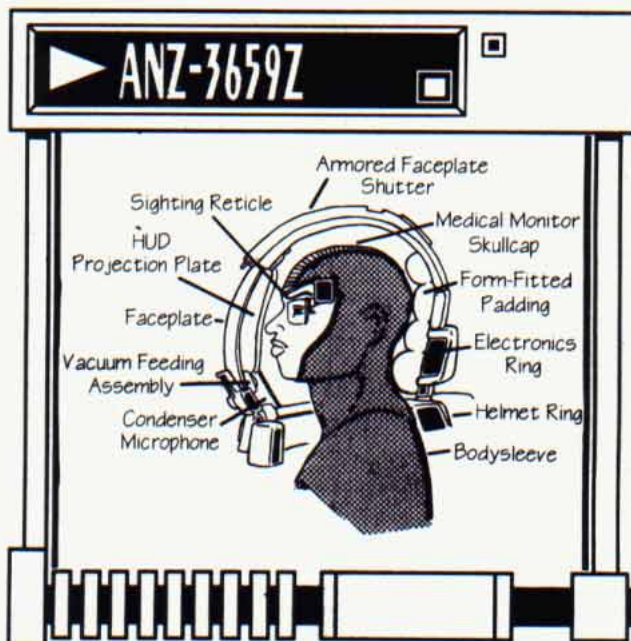 ANZ-3659Z
Armored Faceplate
Shutter
Sighting Reticle
Medical Monitor
Skullcap
HUD
Projection Plate
Form-Fitted
Padding
Faceplate
Electronics
Ring
Vacuum Feeding
Assembly
Condenser
Microphone
Helmet Ring
Bodysleeve